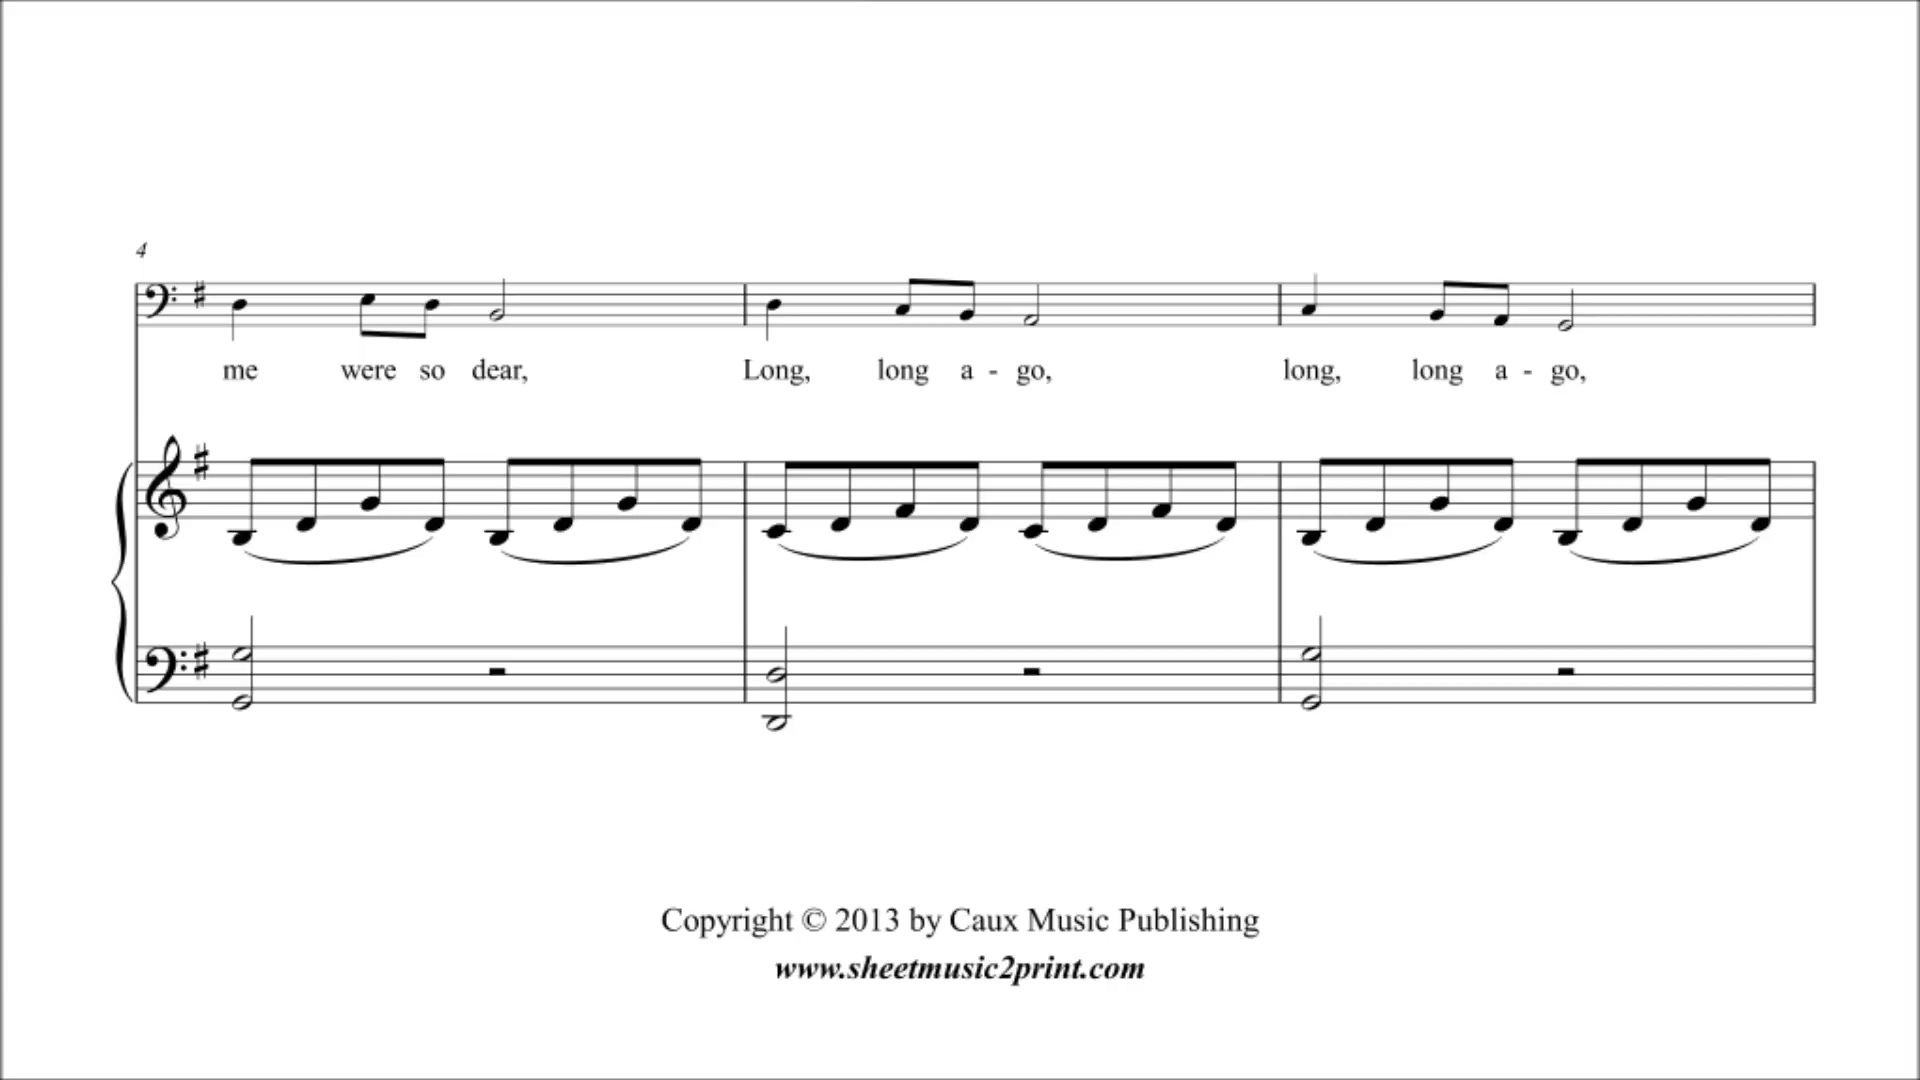 4
me were so dear, Long, long a - go, long, long a - go,
Copyright © 2013 by Caux Music Publishing
www.sheetmusic2print.com